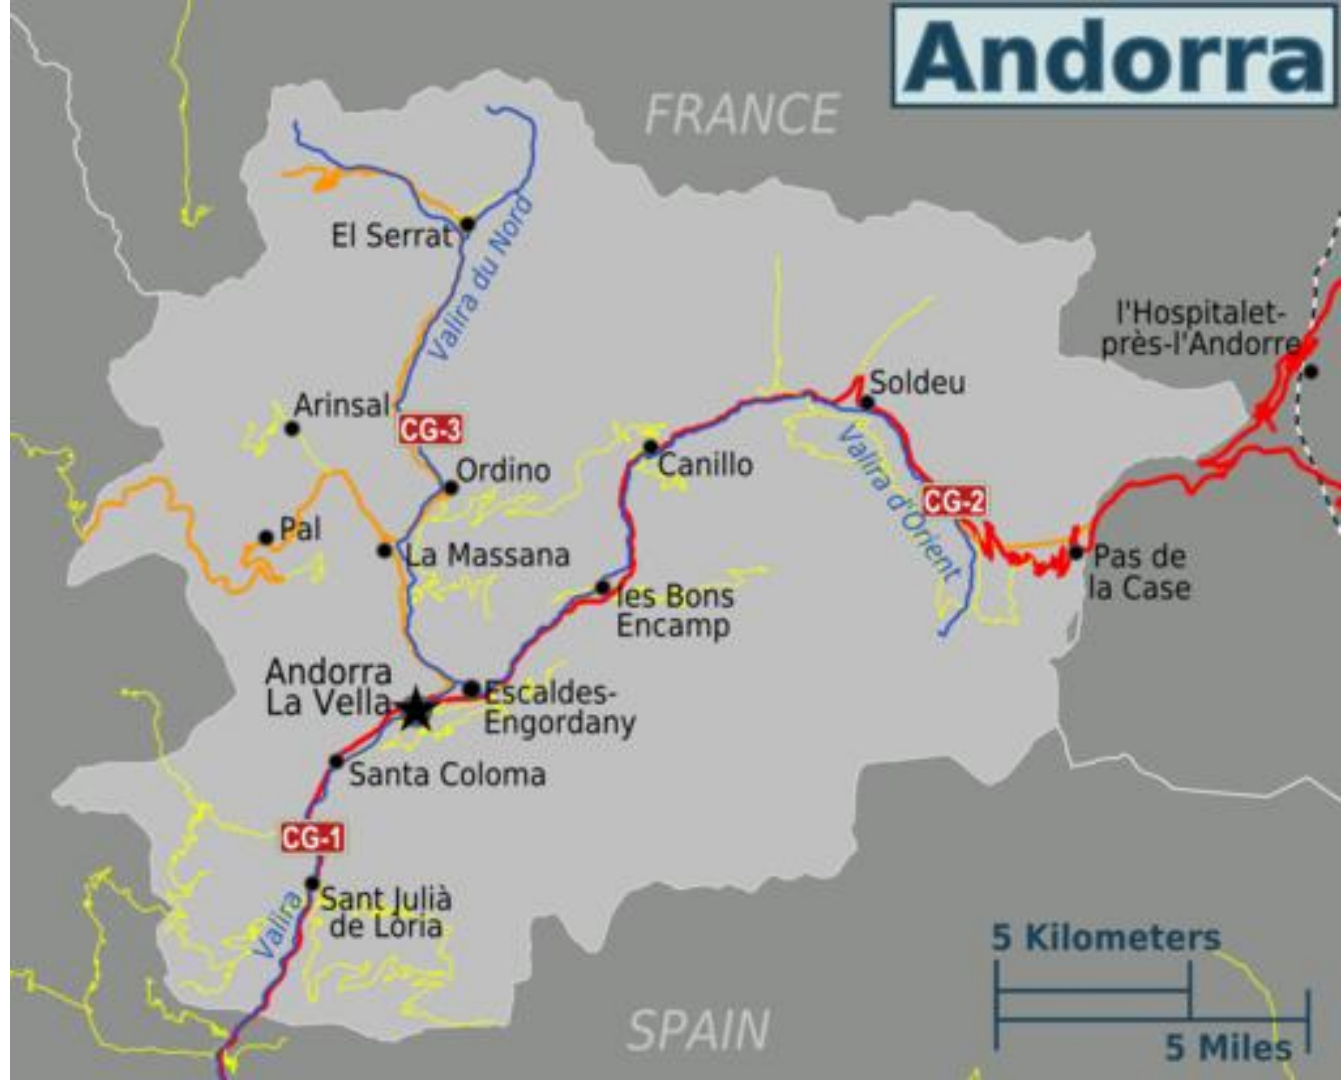 Andorra
FRANCE
El Serrat
Valira du Nord
l'Hospitalet-
près-l'Andorre
Soldeu
Arinsal
CG-3
Ordino
Canillo
Valira d'Orient
CG-2
Pal
La Massana
Pas de
la Case
les Bons
Encamp
Andorra
La Vella
Escaldes-
Engordany
Santa Coloma
CG-1
Sant Julià
de Lòria
Valira
5 Kilometers
5 Miles
SPAIN